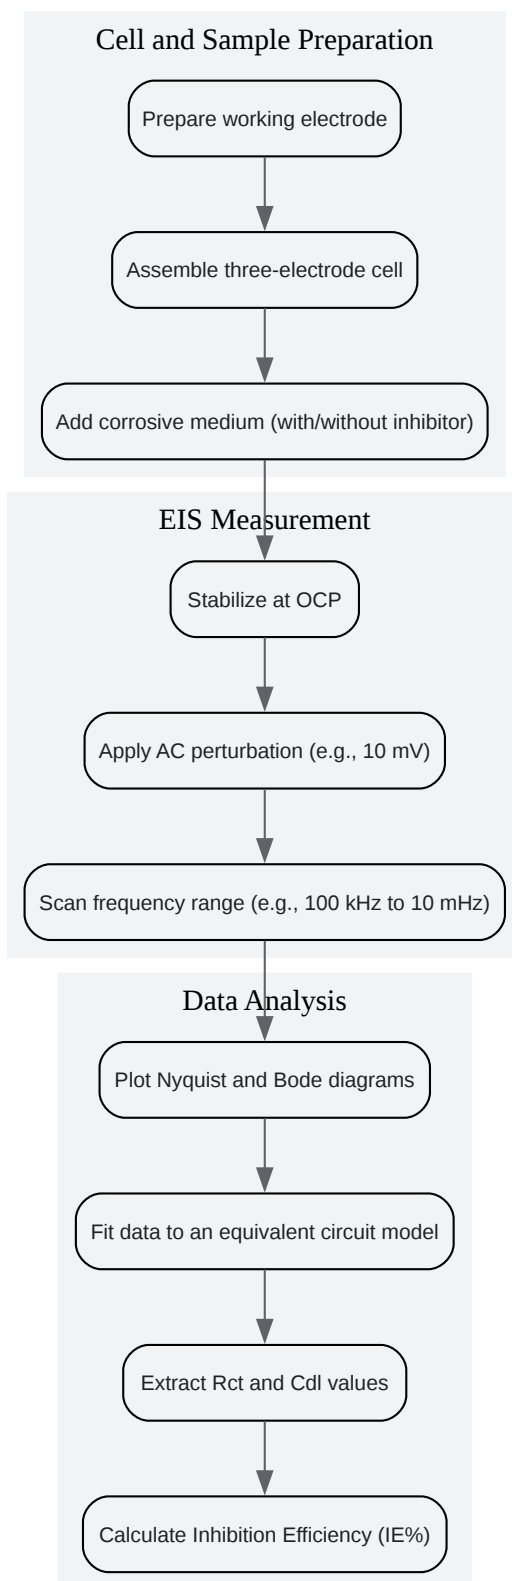 Cell and Sample Preparation
Prepare working electrode
Assemble three-electrode cell
Add corrosive medium (with/without inhibitor)
EIS Measurement
Stabilize at OCP
Apply AC perturbation (e.g., 10 mV)
Scan frequency range (e.g., 100 kHz to 10 mHz)
Data Analysis
Plot Nyquist and Bode diagrams
Fit data to an equivalent circuit model
Extract Rct and Cdl values
Calculate Inhibition Efficiency (IE%)